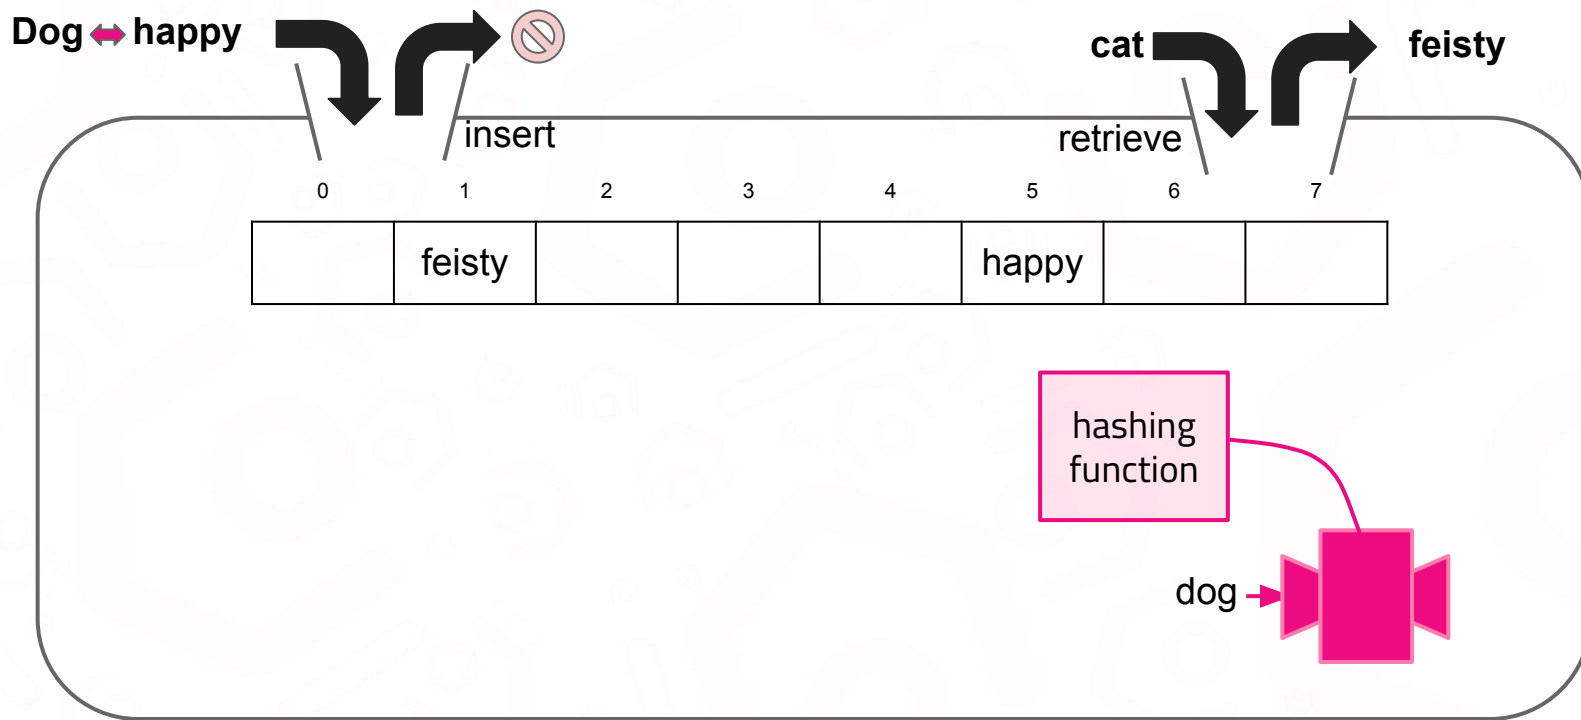 Dog happy
cat
feisty
insert
retrieve
0 1 2 3 4 5 6 7
feisty happy
hashing
function
dog